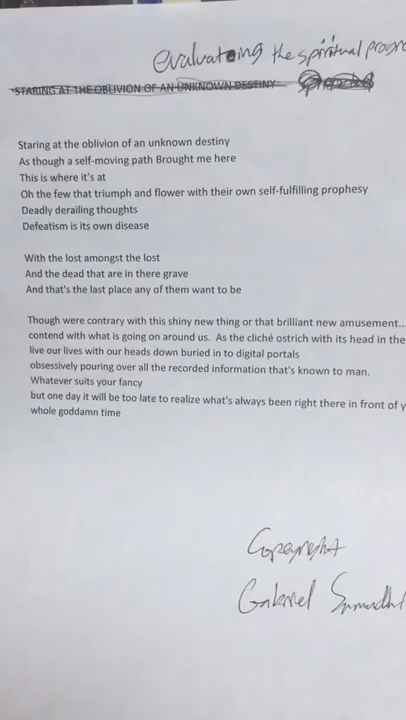 evaluating the spiritual
STARING AT THE OBLIVION OF AN UNKNOWN DESTINY
Staring at the oblivion of an unknown destiny
As though a self-moving path Brought me here
This is where it's at
Oh the few that triumph and flower with their own self-fulfilling prophesy
Deadly derailing thoughts
Defeatism is its own disease
With the lost amongst the lost
And the dead that are in there grave
And that's the last place any of them want to be
Though were contrary with this shiny new thing or that brilliant new amusement...
contend with what is going on around us. As the cliché ostrich with its head in the
live our lives with our heads down buried in to digital portals
obsessively pouring over all the recorded information that's known to man.
Whatever suits your fancy
but one day it will be too late to realize what's always been right there in front of
whole goddamn time
Copyright
Gabriel